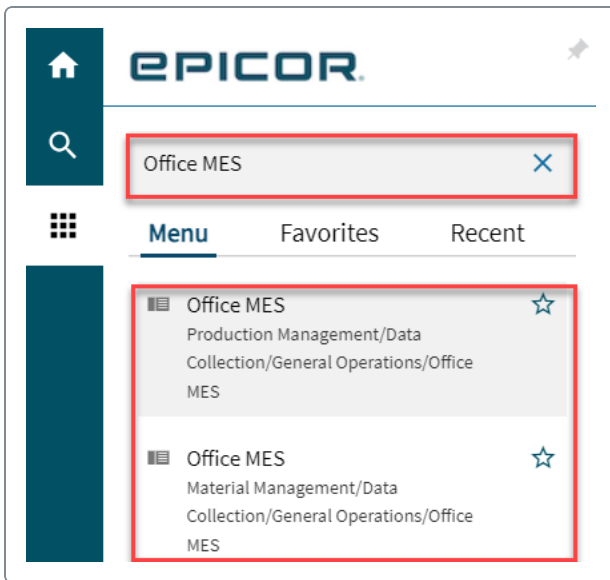 EPICOR.
Office MES
Menu Favorites Recent
Office MES
Production Management/Data
Collection/General Operations/Office
MES
Office MES
Material Management/Data
Collection/General Operations/Office
MES